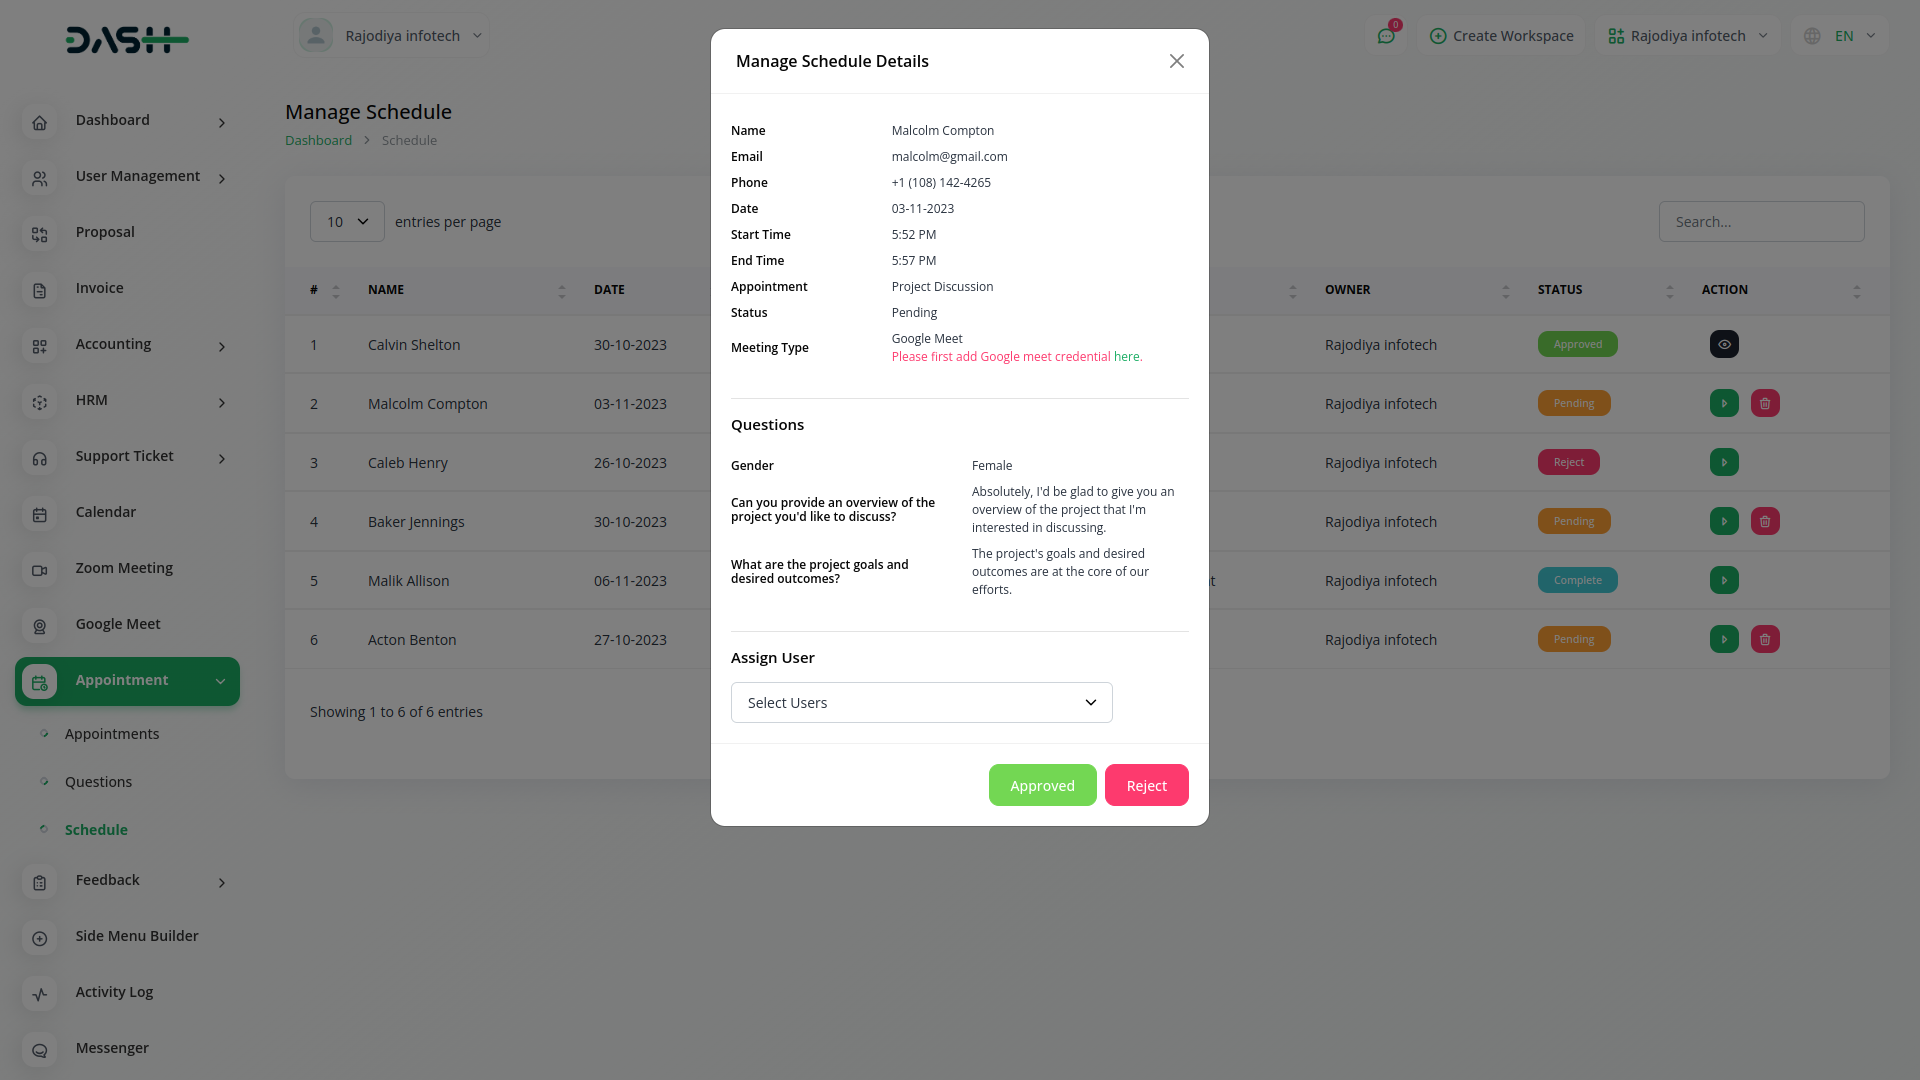 DASH
Rajodiya infotech
0
Create Workspace
Rajodiya infotech
EN
Dashboard
User Management
Proposal
Invoice
Accounting
HRM
Support Ticket
Calendar
Zoom Meeting
Google Meet
Appointment
Appointments
Questions
Schedule
Feedback
Side Menu Builder
Activity Log
Messenger
Manage Schedule
Dashboard > Schedule
10 entries per page
Search...
# NAME DATE OWNER STATUS ACTION
1 Calvin Shelton 30-10-2023 Rajodiya infotech Approved
2 Malcolm Compton 03-11-2023 Rajodiya infotech Pending
3 Caleb Henry 26-10-2023 Rajodiya infotech Reject
4 Baker Jennings 30-10-2023 Rajodiya infotech Pending
5 Malik Allison 06-11-2023 t Rajodiya infotech Complete
6 Acton Benton 27-10-2023 Rajodiya infotech Pending
Showing 1 to 6 of 6 entries
Manage Schedule Details
Name Malcolm Compton
Email malcolm@gmail.com
Phone +1 (108) 142-4265
Date 03-11-2023
Start Time 5:52 PM
End Time 5:57 PM
Appointment Project Discussion
Status Pending
Meeting Type Google Meet
Please first add Google meet credential here.
Questions
Gender Female
Can you provide an overview of the
project you'd like to discuss?
Absolutely, I'd be glad to give you an
overview of the project that I'm
interested in discussing.
What are the project goals and
desired outcomes?
The project's goals and desired
outcomes are at the core of our
efforts.
Assign User
Select Users
Approved
Reject